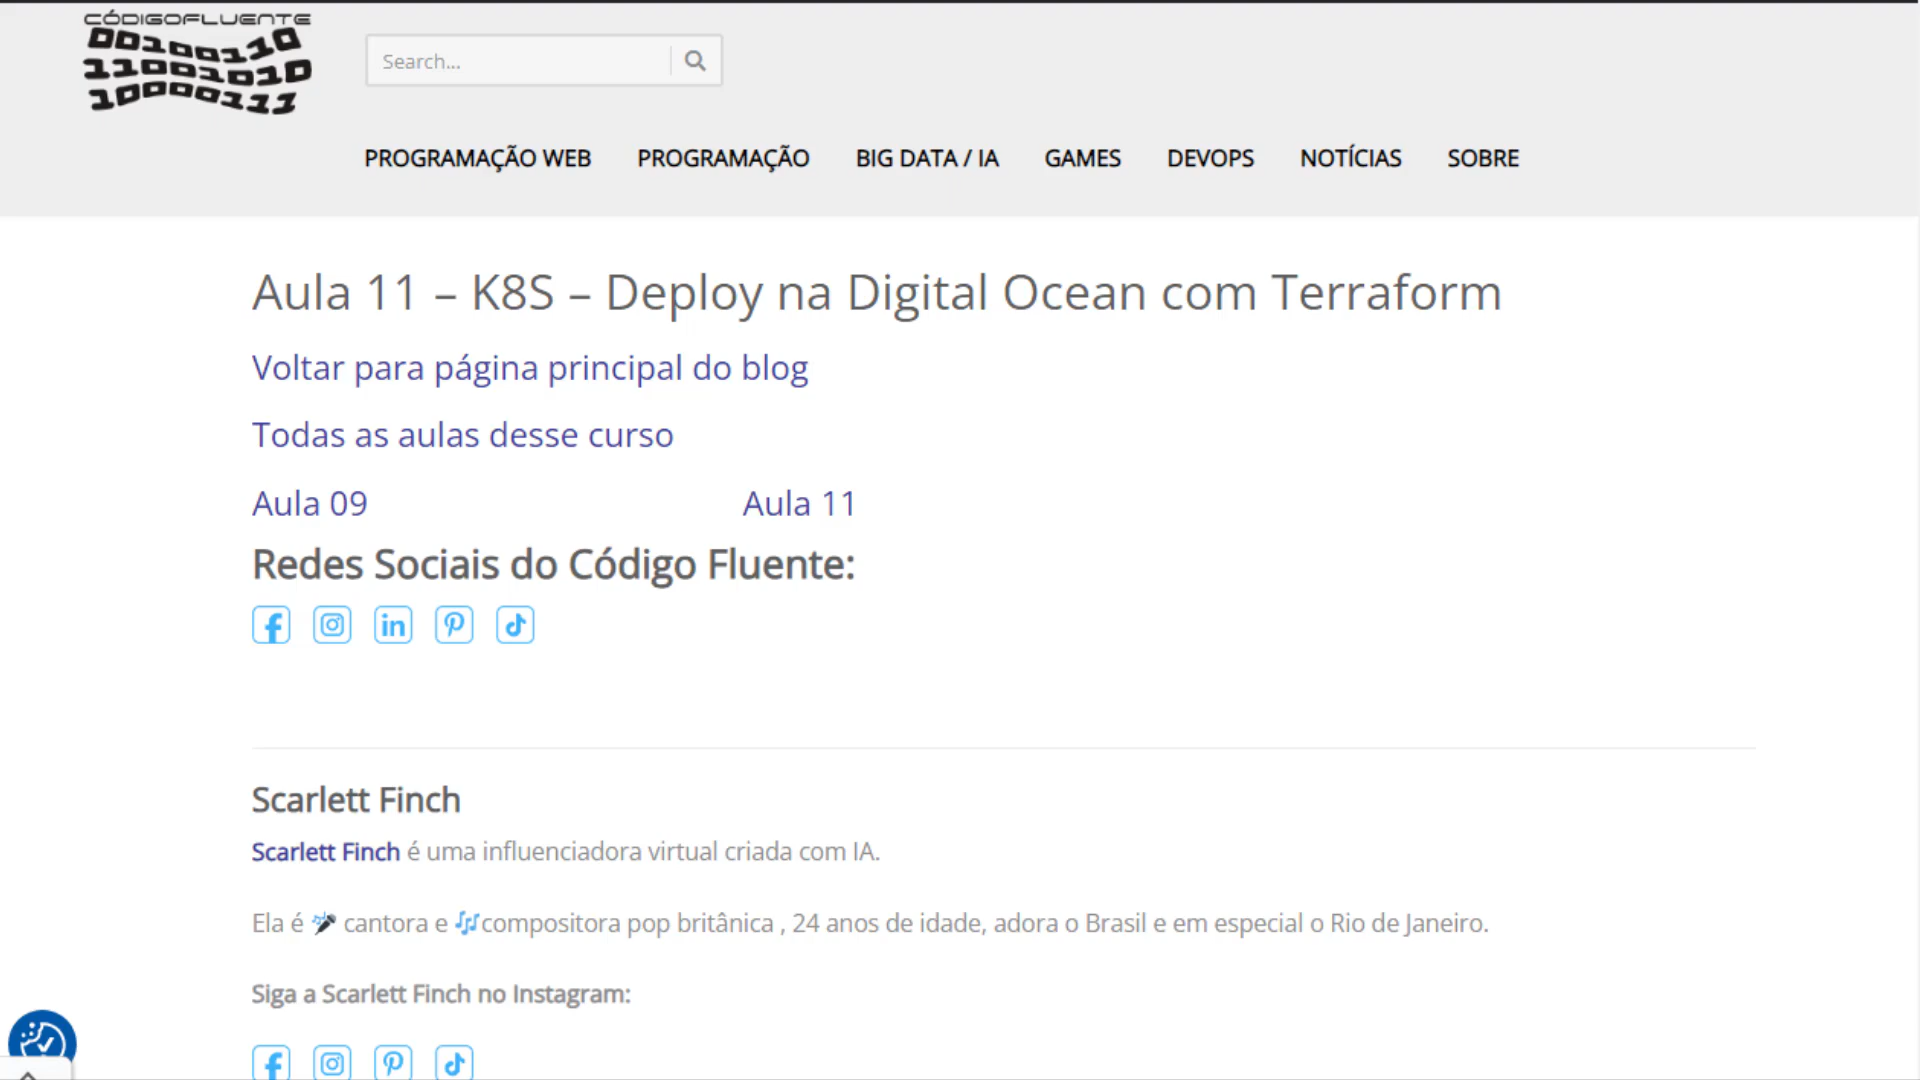 CÓDIGOFLUENTE
00100110
11001010
10000111
Search...
PROGRAMAÇÃO WEB PROGRAMAÇÃO BIG DATA / IA GAMES DEVOPS NOTÍCIAS SOBRE
Aula 11 – K8S – Deploy na Digital Ocean com Terraform
Voltar para página principal do blog
Todas as aulas desse curso
Aula 09 Aula 11
Redes Sociais do Código Fluente:
Scarlett Finch
Scarlett Finch é uma influenciadora virtual criada com IA.
Ela é 🎤 cantora e 🎶compositora pop britânica , 24 anos de idade, adora o Brasil e em especial o Rio de Janeiro.
Siga a Scarlett Finch no Instagram: